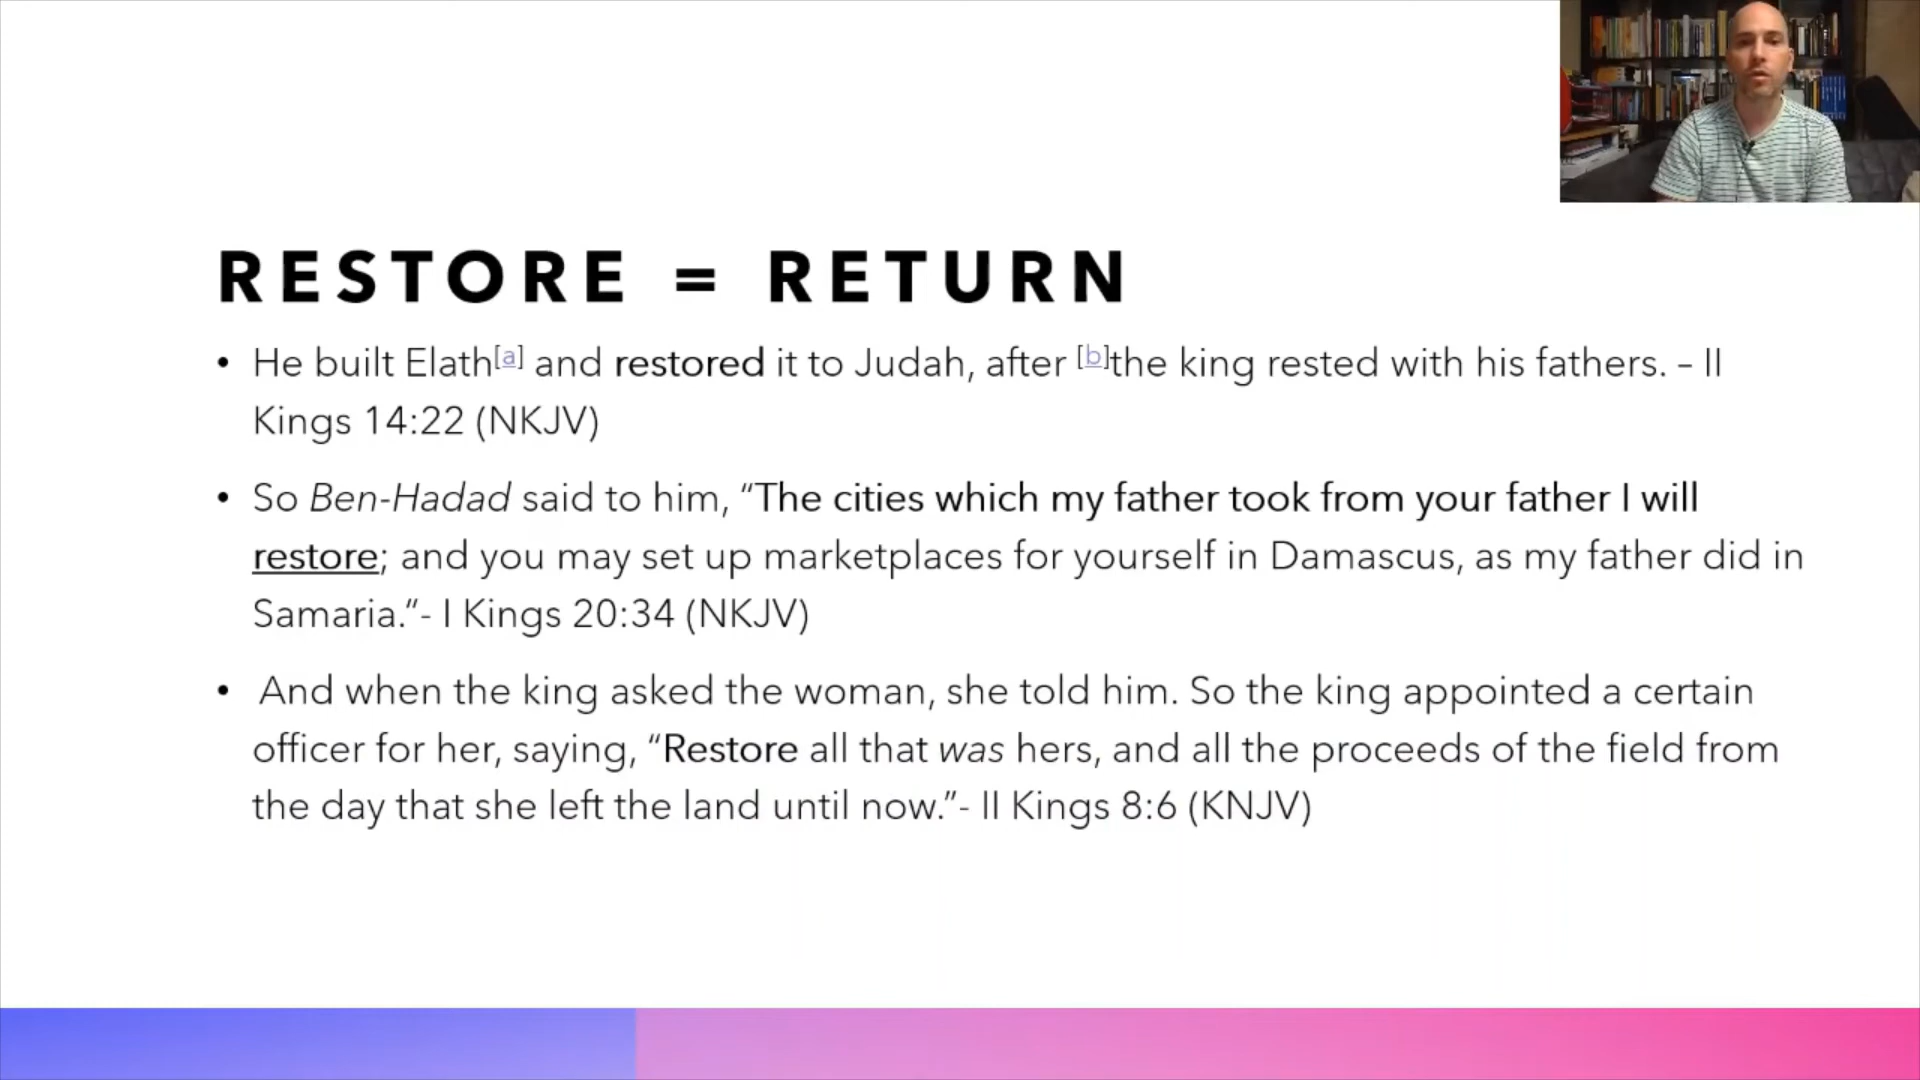 RESTORE = RETURN
• He built Elath[a] and restored it to Judah, after [b]the king rested with his fathers. – II
Kings 14:22 (NKJV)
• So Ben-Hadad said to him, “The cities which my father took from your father I will
restore; and you may set up marketplaces for yourself in Damascus, as my father did in
Samaria.”- I Kings 20:34 (NKJV)
• And when the king asked the woman, she told him. So the king appointed a certain
officer for her, saying, “Restore all that was hers, and all the proceeds of the field from
the day that she left the land until now.”- II Kings 8:6 (KNJV)